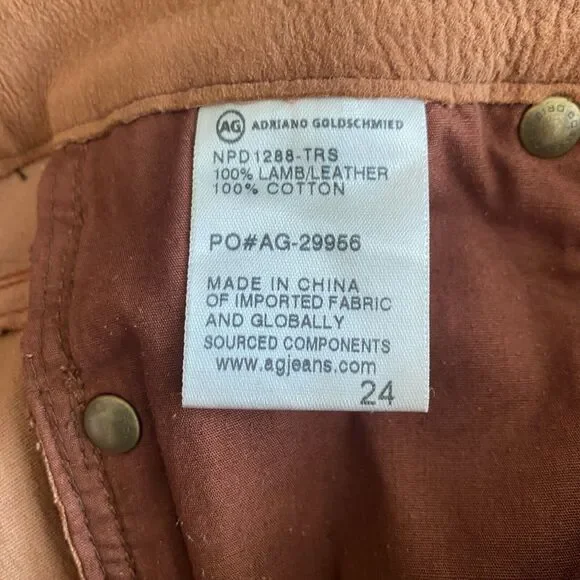 AG ADRIANO GOLDSCHMIED
NPD1288-TRS
100% LAMB/LEATHER
100% COTTON
PO#AG-29956
MADE IN CHINA
OF IMPORTED FABRIC
AND GLOBALLY
SOURCED COMPONENTS
www.agjeans.com
24